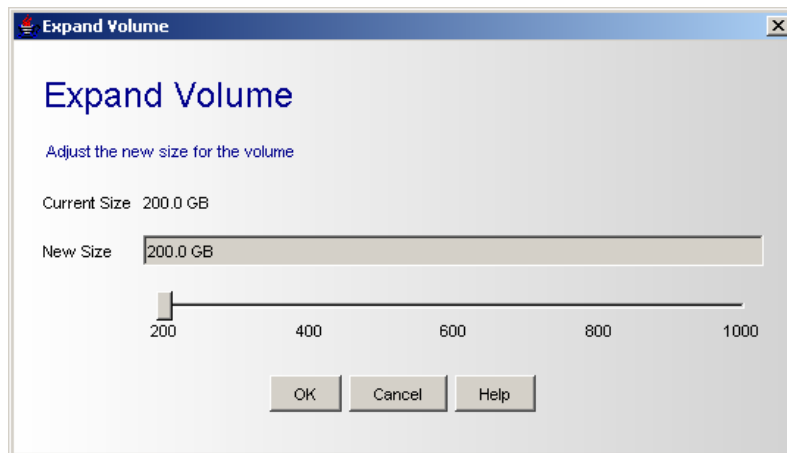 Expand Volume
Expand Volume
Adjust the new size for the volume
Current Size 200.0 GB
New Size 200.0 GB
200 400 600 800 1000
OK Cancel Help